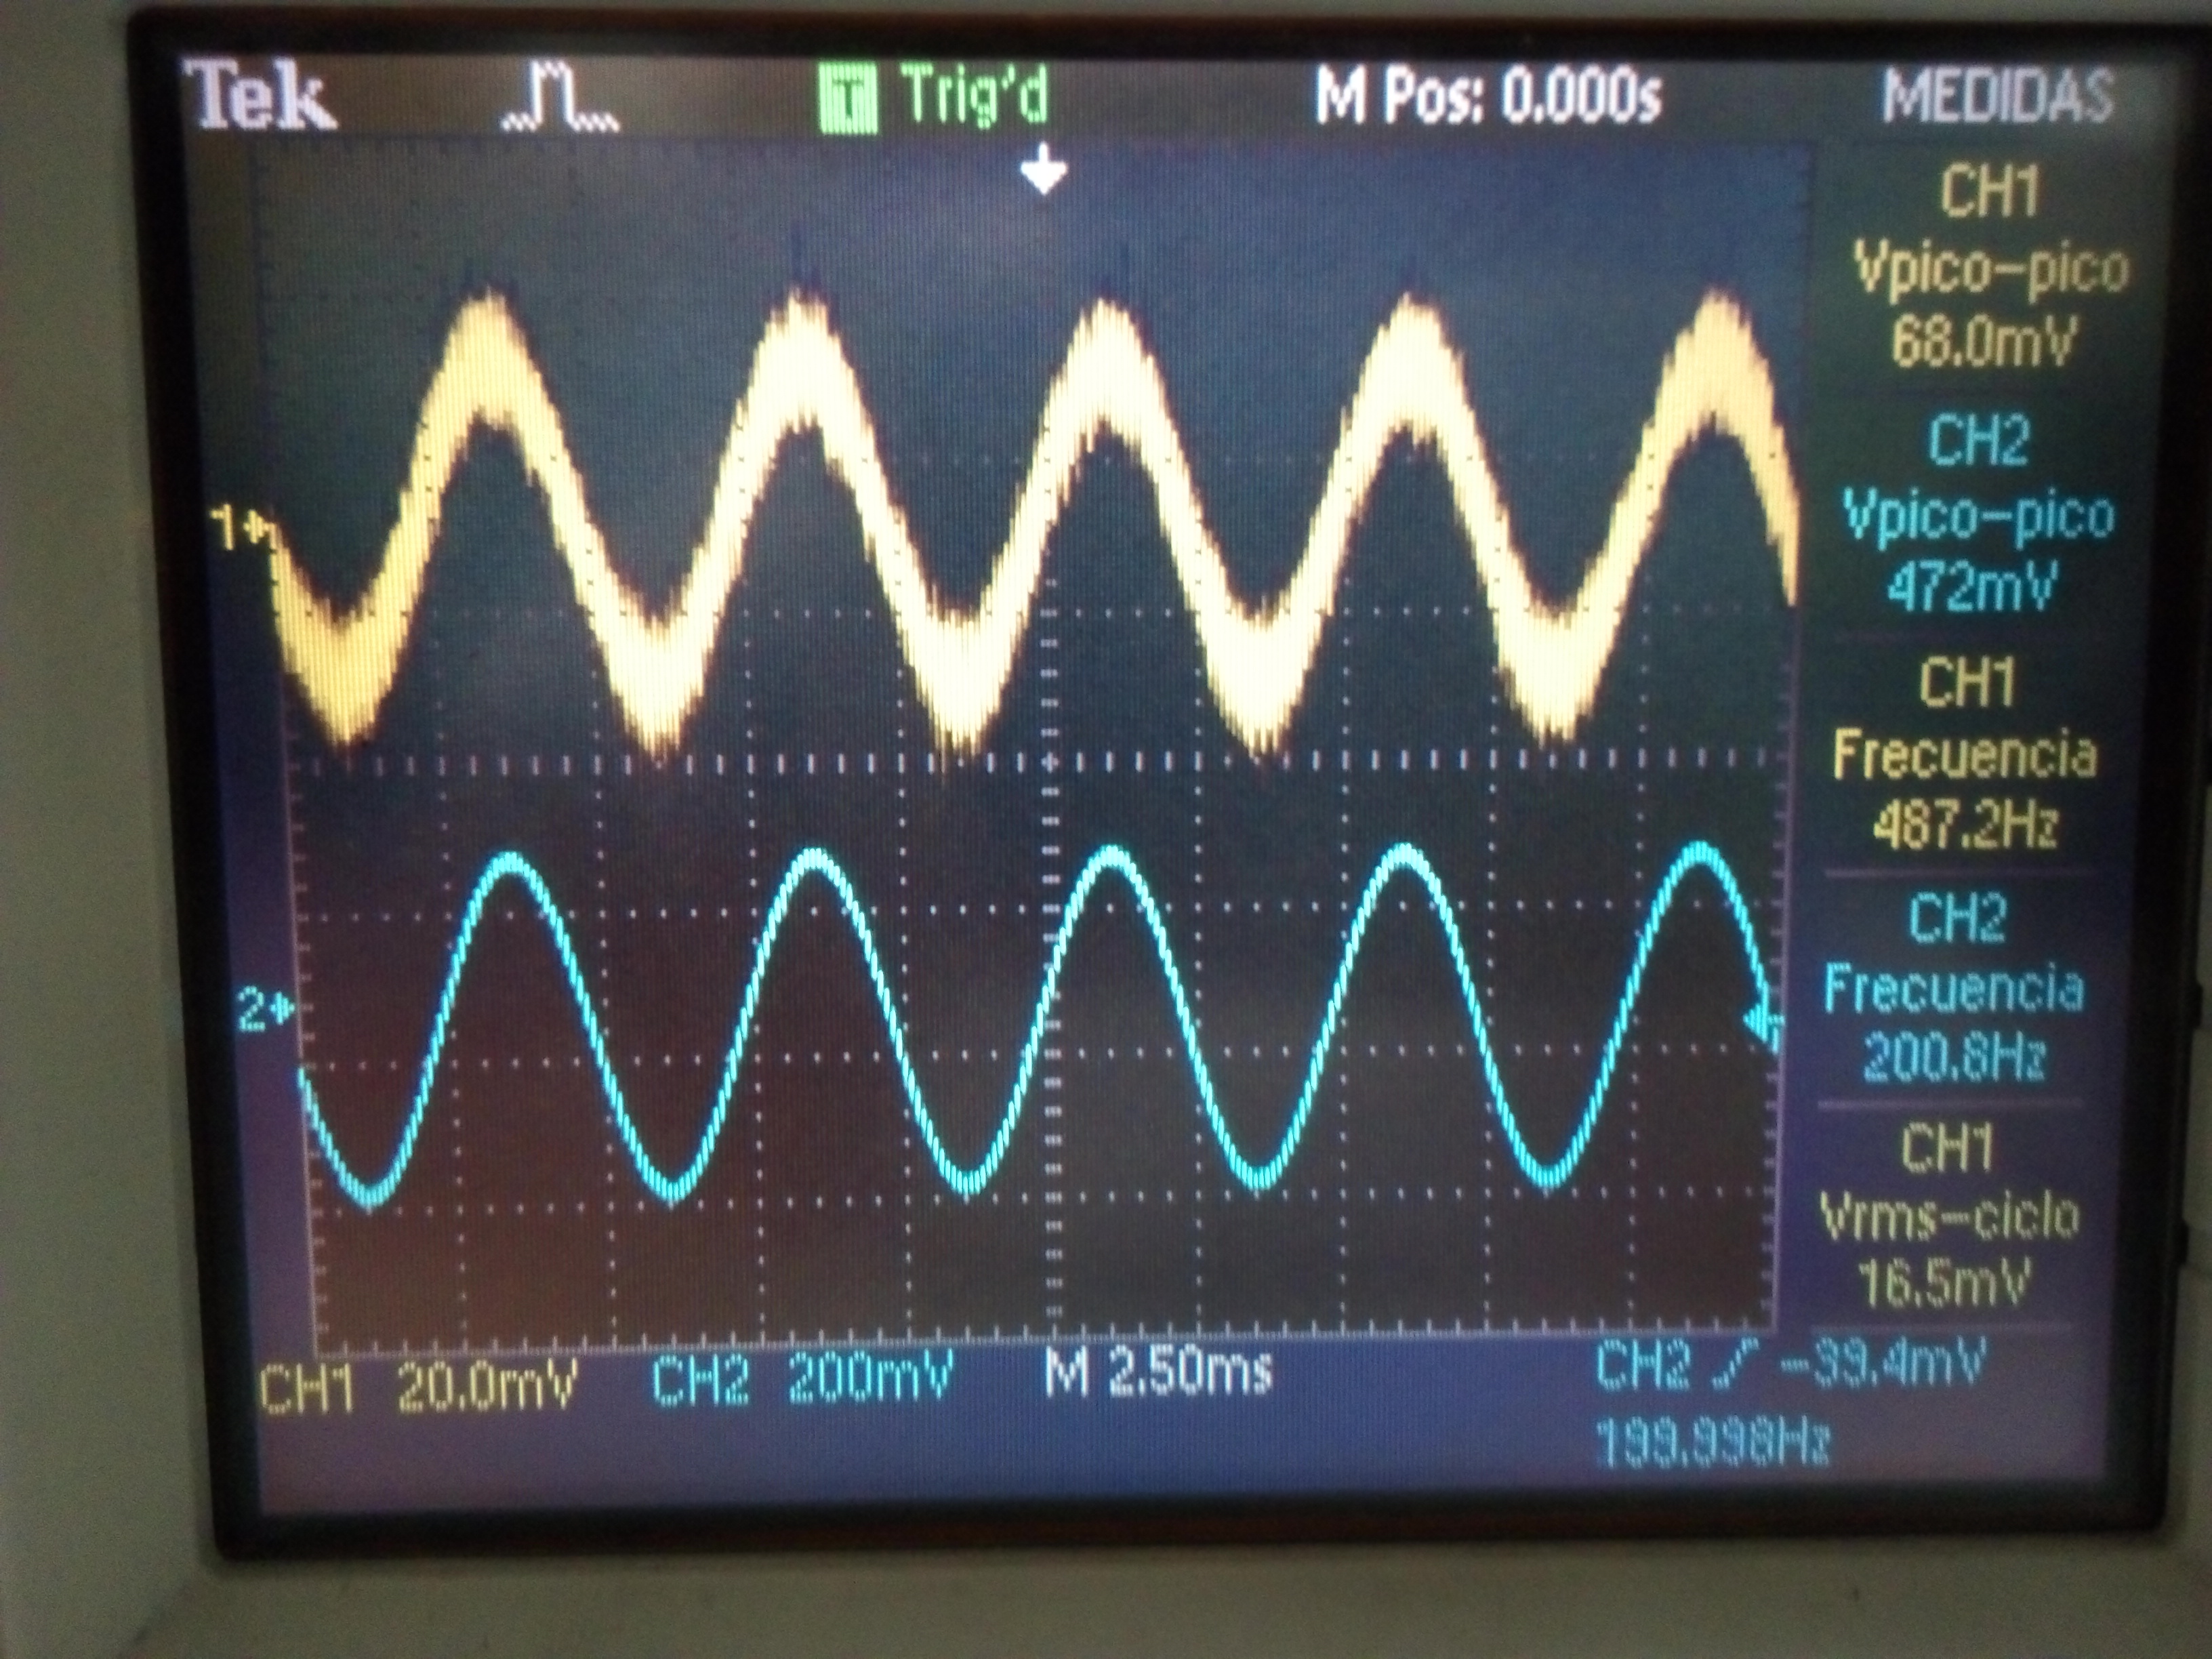 Tek T Trig'd M Pos: 0.000s MEDIDAS
CH1
Vpico-pico
68.0mV
CH2
Vpico-pico
472mV
CH1
Frecuencia
487.2Hz
CH2
Frecuencia
200.8Hz
CH1
Vrms-ciclo
16.5mV
1
2
CH1 20.0mV CH2 200mV M 2.50ms CH2 -39.4mV
199.998Hz